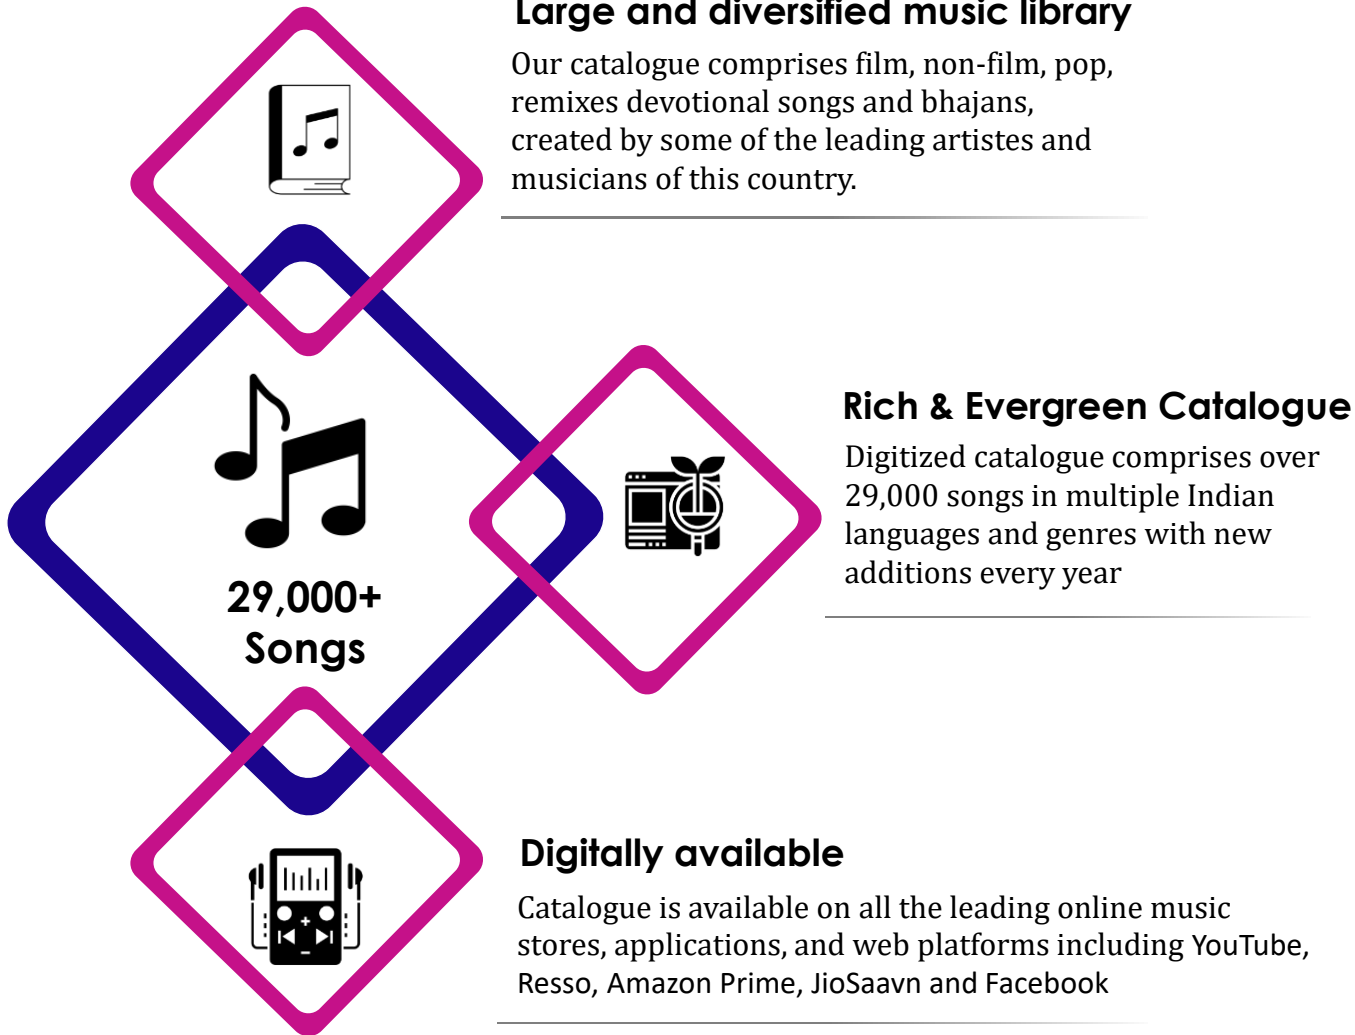 Large and diversified music library
Our catalogue comprises film, non-film, pop,
remixes devotional songs and bhajans,
created by some of the leading artistes and
musicians of this country.
Rich & Evergreen Catalogue
Digitized catalogue comprises over
29,000 songs in multiple Indian
languages and genres with new
additions every year
29,000+
Songs
Digitally available
Catalogue is available on all the leading online music
stores, applications, and web platforms including YouTube,
Resso, Amazon Prime, JioSaavn and Facebook